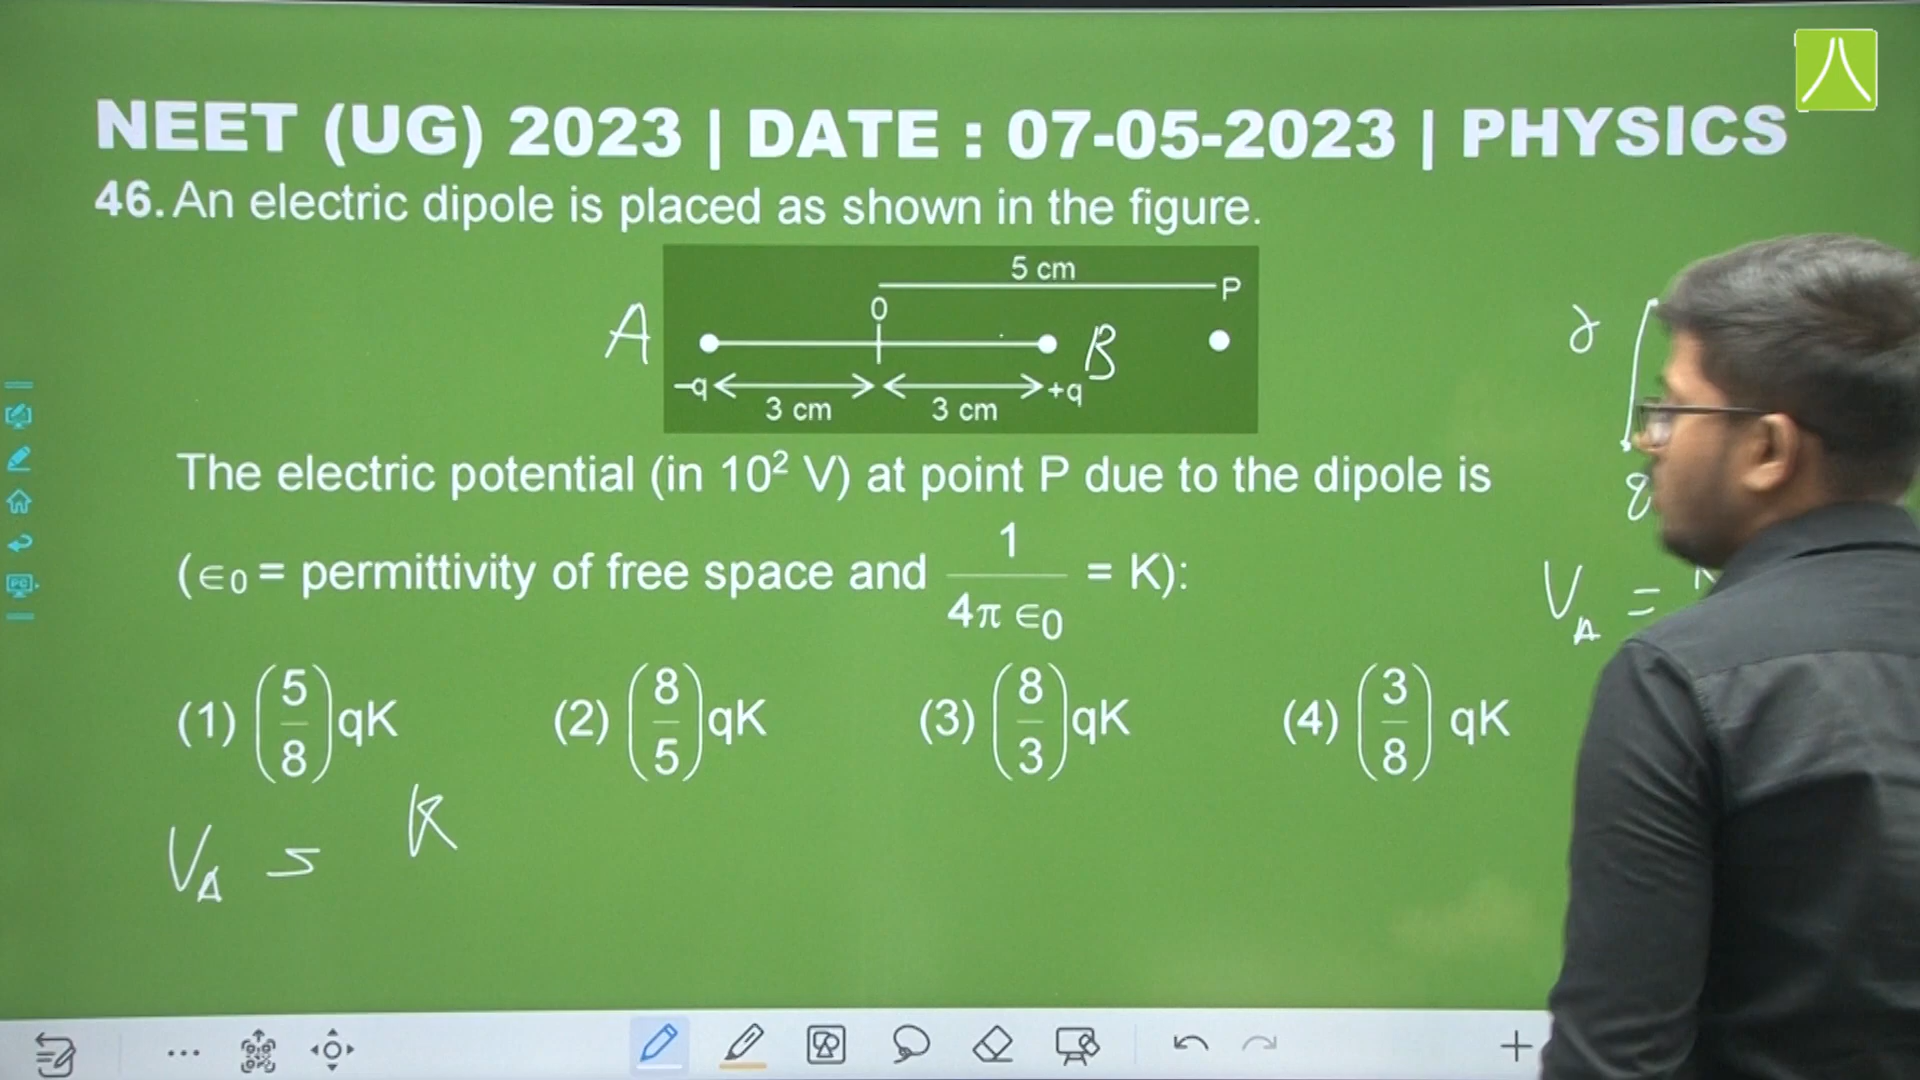 NEET (UG) 2023 | DATE : 07-05-2023 | PHYSICS
46. An electric dipole is placed as shown in the figure.
5 cm
P
0
A
B
-q
+q
3 cm
3 cm
The electric potential (in 10² V) at point P due to the dipole is
(∈0 = permittivity of free space and 1/4π ∈0 = K):
(1) (5/8) qK (2) (8/5) qK (3) (8/3) qK (4) (3/8) qK
V_A =
V_A = K